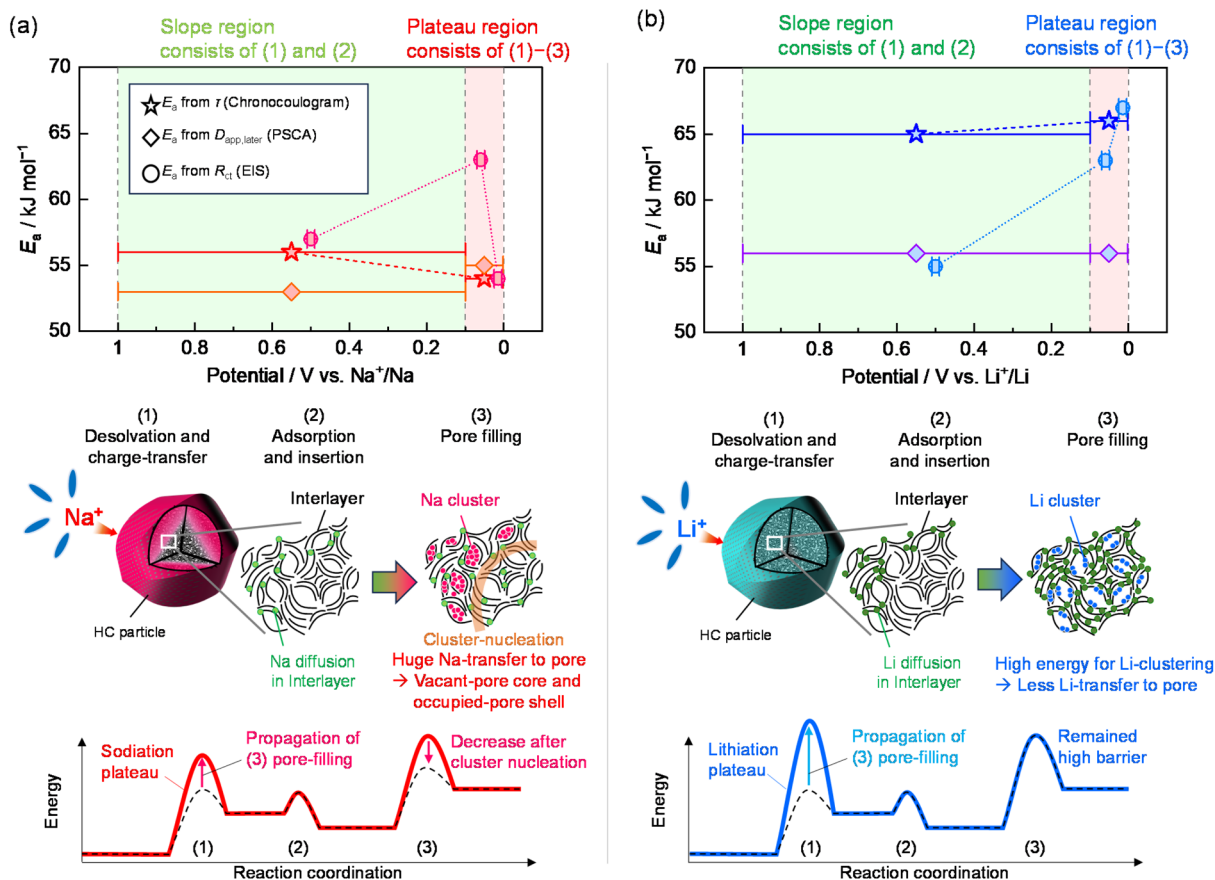 (a)
Slope region
consists of (1) and (2)
Plateau region
consists of (1)–(3)
70
65
60
55
50
Ea / kJ mol⁻¹
Ea from τ (Chronocoulogram)
Ea from Dapp,later (PSCA)
Ea from Rct (EIS)
1 0.8 0.6 0.4 0.2 0
Potential / V vs. Na⁺/Na
(1)
Desolvation and
charge-transfer
(2)
Adsorption
and insertion
(3)
Pore filling
Na⁺
HC particle
Interlayer
Na diffusion
in Interlayer
Na cluster
Cluster-nucleation
Huge Na-transfer to pore
→ Vacant-pore core and
occupied-pore shell
Energy
Sodiation
plateau
Propagation of
(3) pore-filling
Decrease after
cluster nucleation
(1) (2) (3)
Reaction coordination
(b)
Slope region
consists of (1) and (2)
Plateau region
consists of (1)–(3)
70
65
60
55
50
Ea / kJ mol⁻¹
1 0.8 0.6 0.4 0.2 0
Potential / V vs. Li⁺/Li
(1)
Desolvation and
charge-transfer
(2)
Adsorption
and insertion
(3)
Pore filling
Li⁺
HC particle
Interlayer
Li diffusion
in Interlayer
Li cluster
High energy for Li-clustering
→ Less Li-transfer to pore
Energy
Lithiation
plateau
Propagation of
(3) pore-filling
Remained
high barrier
(1) (2) (3)
Reaction coordination